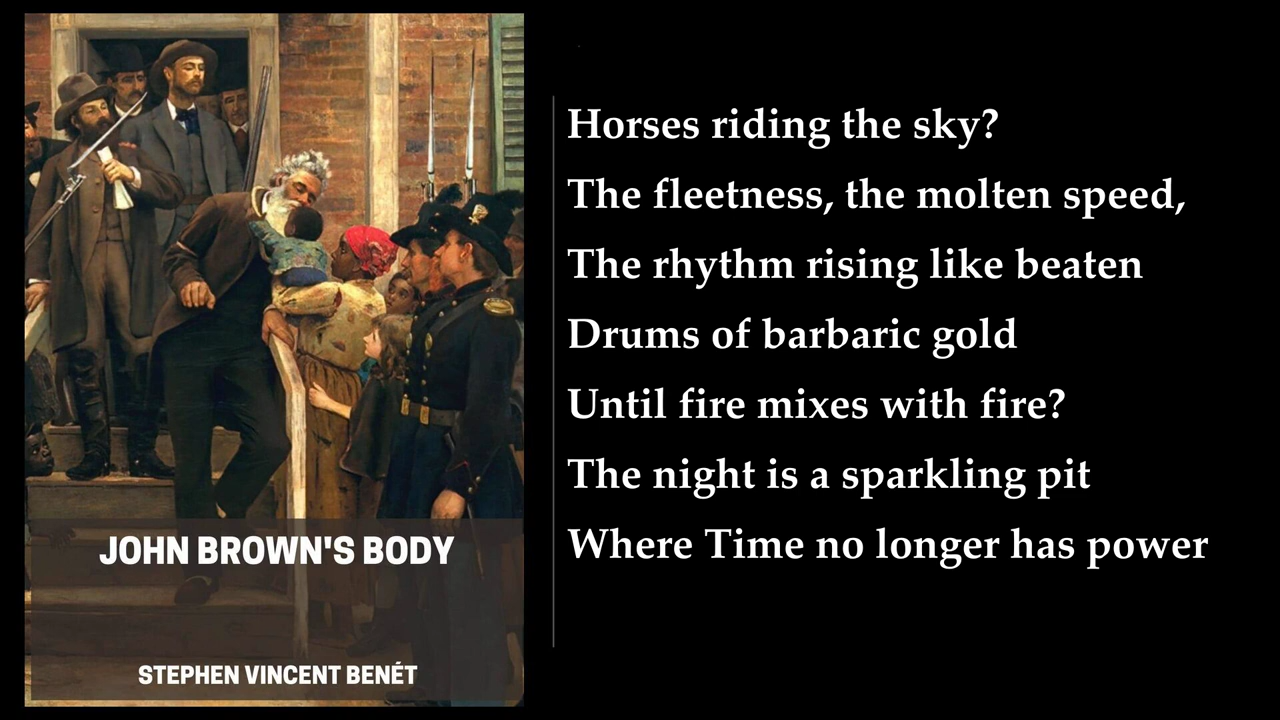 JOHN BROWN'S BODY
STEPHEN VINCENT BENÉT
Horses riding the sky?
The fleetness, the molten speed,
The rhythm rising like beaten
Drums of barbaric gold
Until fire mixes with fire?
The night is a sparkling pit
Where Time no longer has power